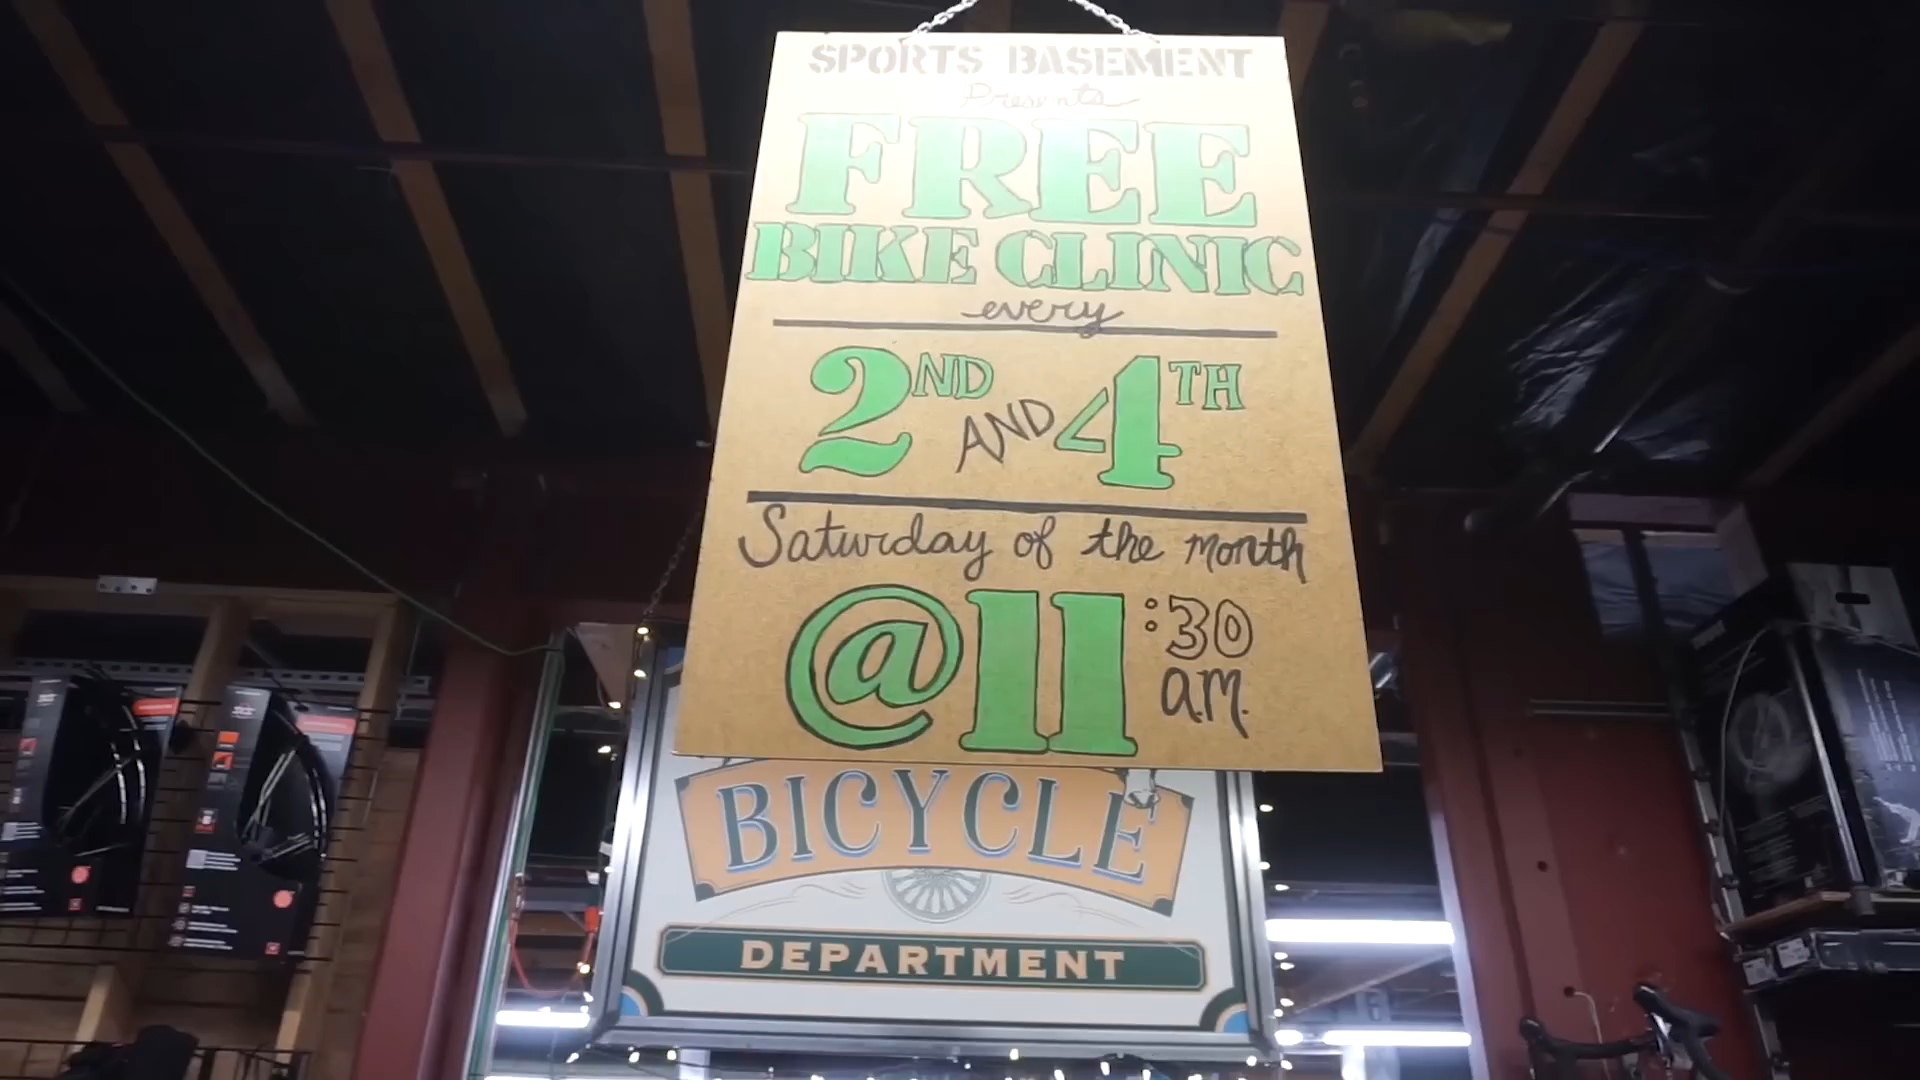 SPORTS BASEMENT
Presents
FREE
BIKE CLINIC
every
2ND AND 4TH
Saturday of the month
@11:30
a.m.
BICYCLE
DEPARTMENT